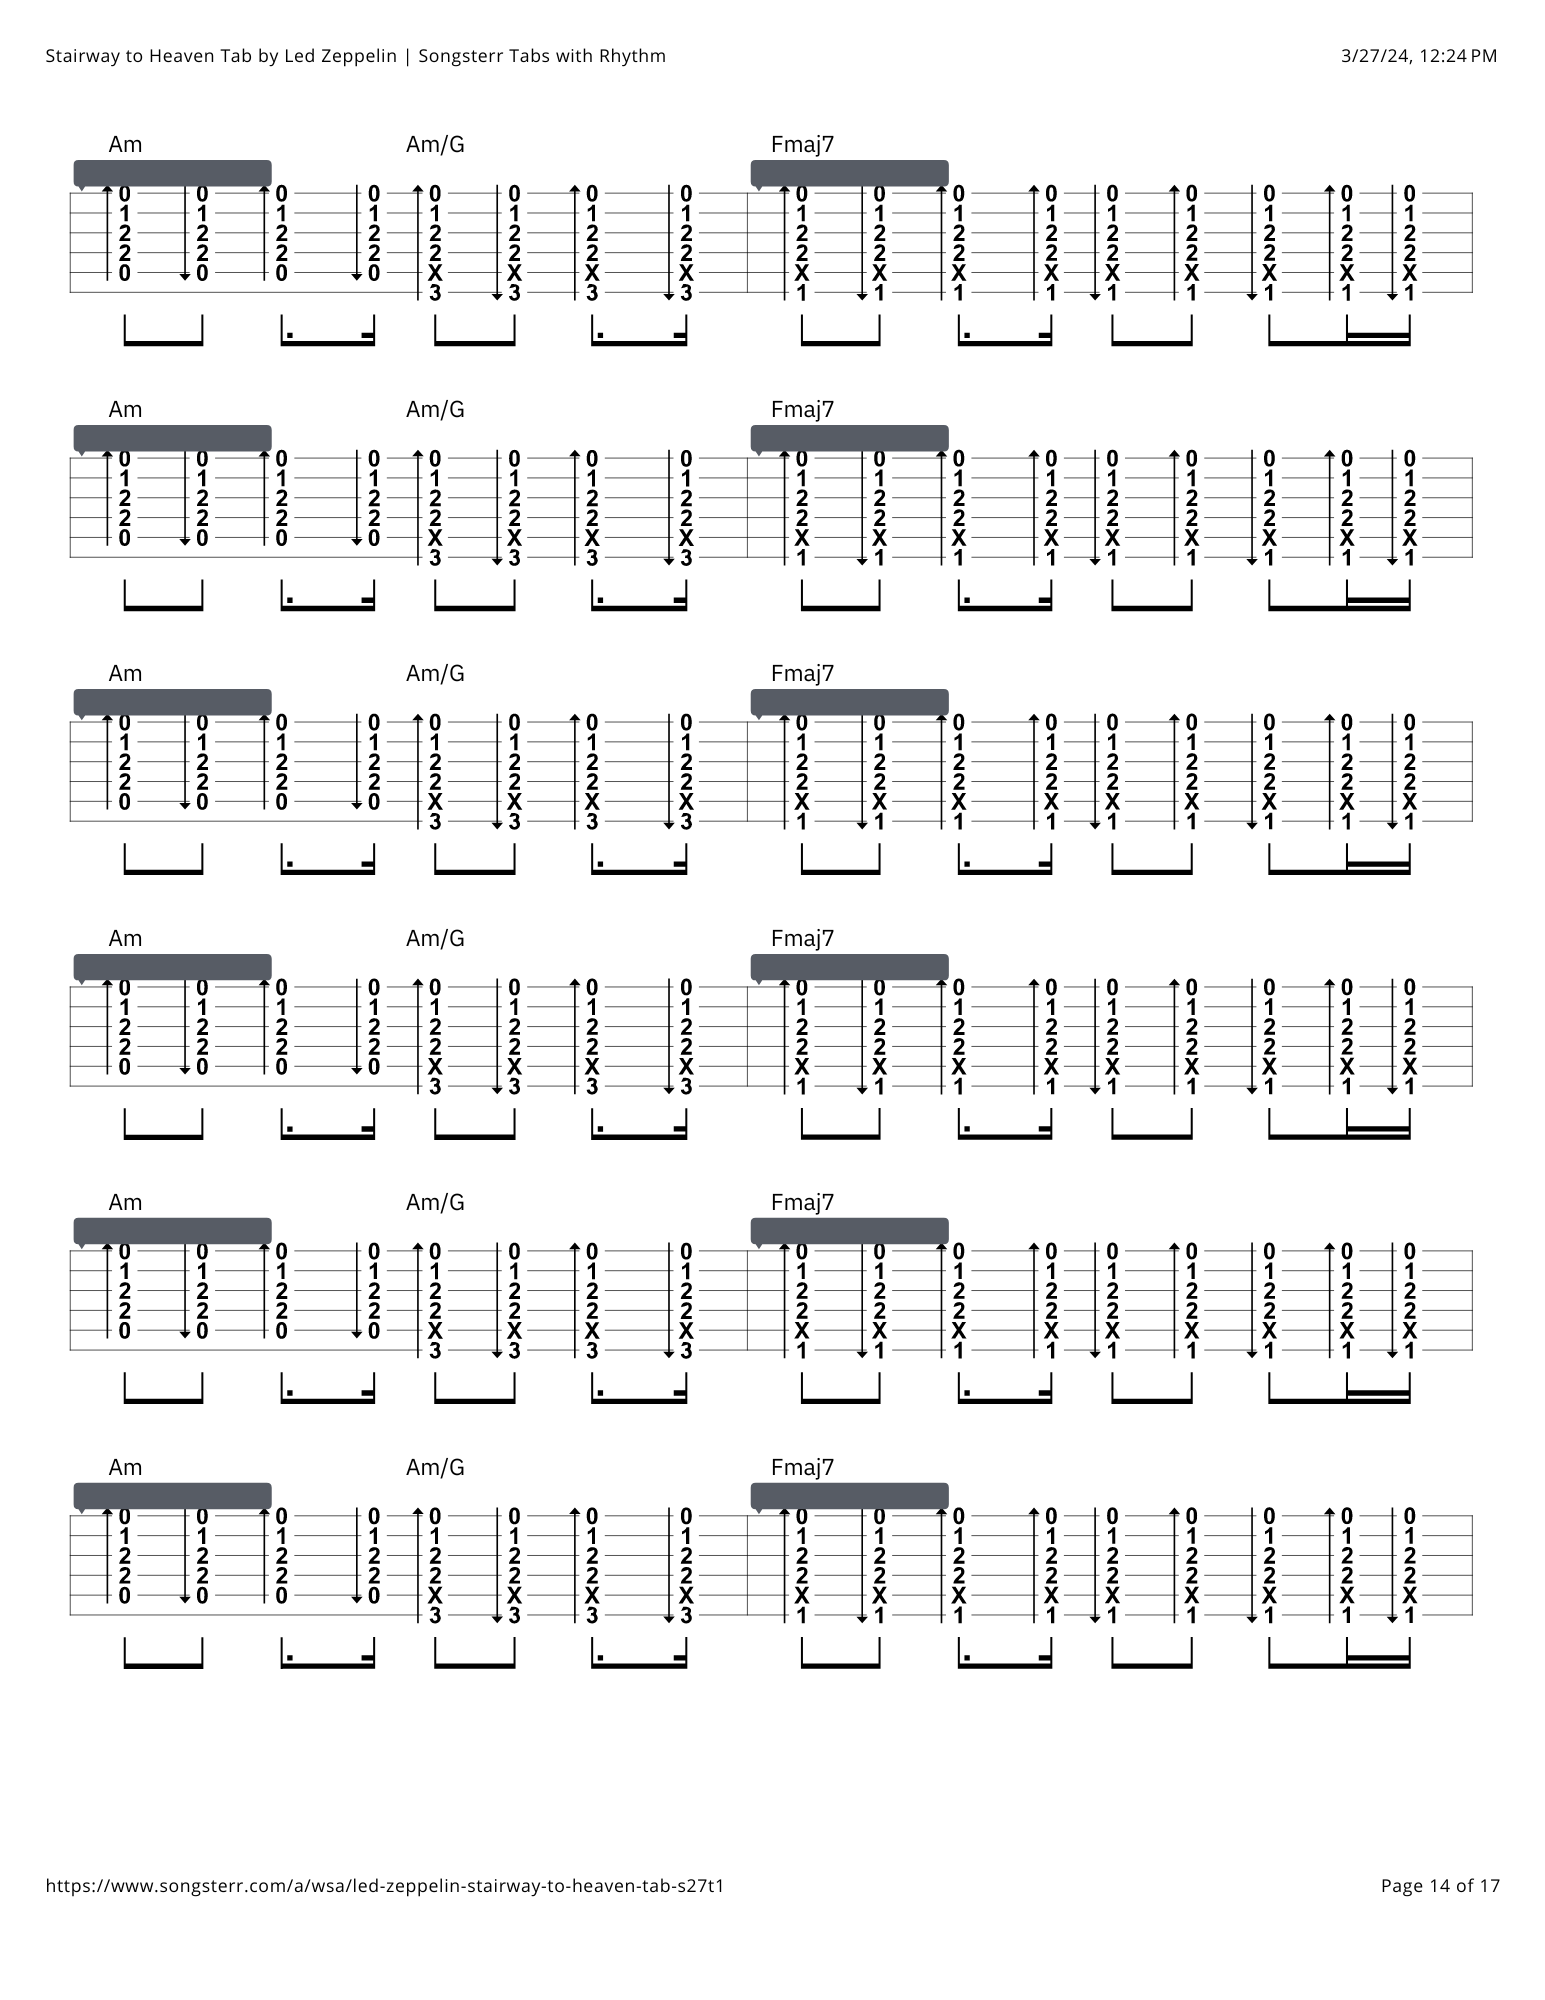 Stairway to Heaven Tab by Led Zeppelin | Songsterr Tabs with Rhythm 3/27/24, 12:24 PM
Am Am/G Fmaj7
0 0 0 0 0 0 0 0 0 0 0 0 0 0 0 0 0
1 1 1 1 1 1 1 1 1 1 1 1 1 1 1 1 1
2 2 2 2 2 2 2 2 2 2 2 2 2 2 2 2 2
2 2 2 2 2 2 2 2 2 2 2 2 2 2 2 2 2
0 0 0 0 X X X X X X X X X X X X X
3 3 3 3 1 1 1 1 1 1 1 1 1
Am Am/G Fmaj7
0 0 0 0 0 0 0 0 0 0 0 0 0 0 0 0 0
1 1 1 1 1 1 1 1 1 1 1 1 1 1 1 1 1
2 2 2 2 2 2 2 2 2 2 2 2 2 2 2 2 2
2 2 2 2 2 2 2 2 2 2 2 2 2 2 2 2 2
0 0 0 0 X X X X X X X X X X X X X
3 3 3 3 1 1 1 1 1 1 1 1 1
Am Am/G Fmaj7
0 0 0 0 0 0 0 0 0 0 0 0 0 0 0 0 0
1 1 1 1 1 1 1 1 1 1 1 1 1 1 1 1 1
2 2 2 2 2 2 2 2 2 2 2 2 2 2 2 2 2
2 2 2 2 2 2 2 2 2 2 2 2 2 2 2 2 2
0 0 0 0 X X X X X X X X X X X X X
3 3 3 3 1 1 1 1 1 1 1 1 1
Am Am/G Fmaj7
0 0 0 0 0 0 0 0 0 0 0 0 0 0 0 0 0
1 1 1 1 1 1 1 1 1 1 1 1 1 1 1 1 1
2 2 2 2 2 2 2 2 2 2 2 2 2 2 2 2 2
2 2 2 2 2 2 2 2 2 2 2 2 2 2 2 2 2
0 0 0 0 X X X X X X X X X X X X X
3 3 3 3 1 1 1 1 1 1 1 1 1
Am Am/G Fmaj7
0 0 0 0 0 0 0 0 0 0 0 0 0 0 0 0 0
1 1 1 1 1 1 1 1 1 1 1 1 1 1 1 1 1
2 2 2 2 2 2 2 2 2 2 2 2 2 2 2 2 2
2 2 2 2 2 2 2 2 2 2 2 2 2 2 2 2 2
0 0 0 0 X X X X X X X X X X X X X
3 3 3 3 1 1 1 1 1 1 1 1 1
Am Am/G Fmaj7
0 0 0 0 0 0 0 0 0 0 0 0 0 0 0 0 0
1 1 1 1 1 1 1 1 1 1 1 1 1 1 1 1 1
2 2 2 2 2 2 2 2 2 2 2 2 2 2 2 2 2
2 2 2 2 2 2 2 2 2 2 2 2 2 2 2 2 2
0 0 0 0 X X X X X X X X X X X X X
3 3 3 3 1 1 1 1 1 1 1 1 1
https://www.songsterr.com/a/wsa/led-zeppelin-stairway-to-heaven-tab-s27t1 Page 14 of 17